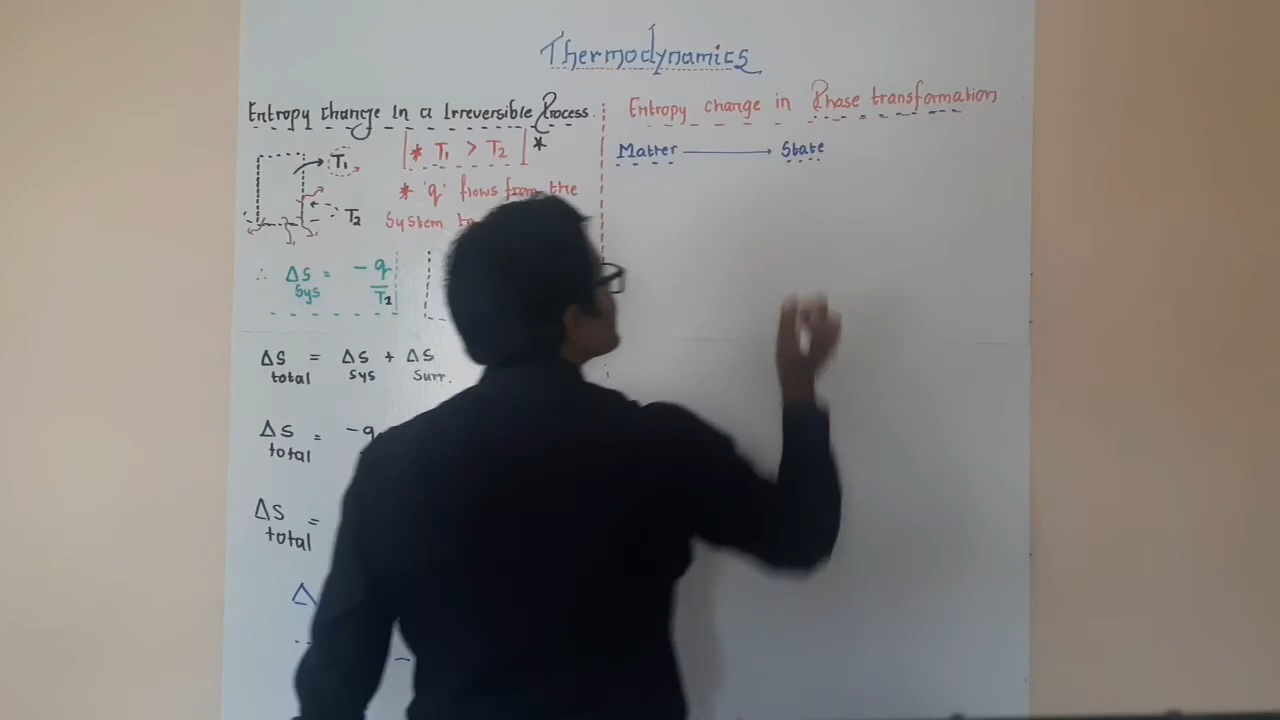 Thermodynamics
Entropy change In a Irreversible Process.
T1
* T1 > T2 *
* 'q' flows from the
System to
T2
∴ ΔS sys = -q/T1
ΔS total = ΔS sys + ΔS Surr.
ΔS total = -q
ΔS total =
Δ
Entropy change in Phase transformation
Matter → State